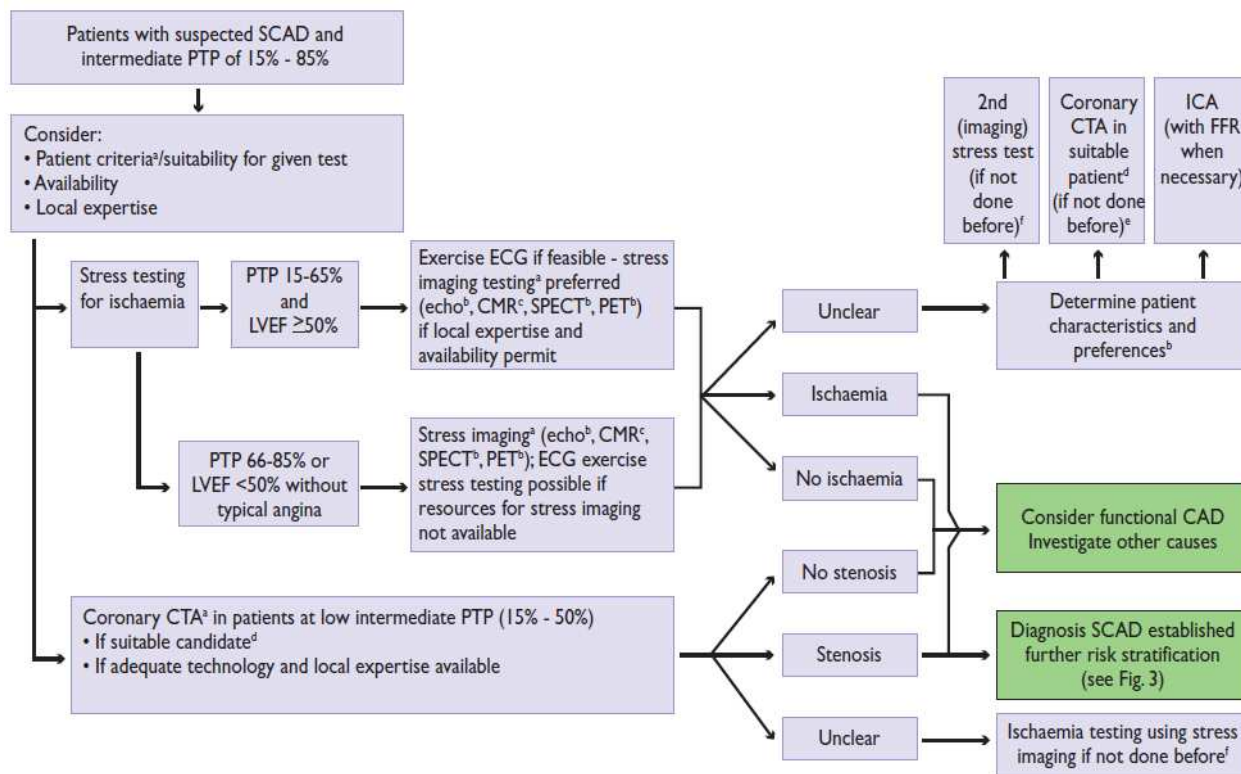 Patients with suspected SCAD and
intermediate PTP of 15% - 85%
Consider:
• Patient criteriaᵃ/suitability for given test
• Availability
• Local expertise
2nd
(imaging)
stress test
(if not
done
before)ᶠ
Coronary
CTA in
suitable
patientᵈ
(if not done
before)ᵉ
ICA
(with FFR
when
necessary)
Stress testing
for ischaemia
PTP 15-65%
and
LVEF ≥50%
Exercise ECG if feasible - stress
imaging testingᵃ preferred
(echoᵇ, CMRᶜ, SPECTᵇ, PETᵇ)
if local expertise and
availability permit
Unclear
Determine patient
characteristics and
preferencesᵇ
Ischaemia
PTP 66-85% or
LVEF <50% without
typical angina
Stress imagingᵃ (echoᵇ, CMRᶜ,
SPECTᵇ, PETᵇ); ECG exercise
stress testing possible if
resources for stress imaging
not available
No ischaemia
Consider functional CAD
Investigate other causes
No stenosis
Coronary CTAᵃ in patients at low intermediate PTP (15% - 50%)
• If suitable candidateᵈ
• If adequate technology and local expertise available
Stenosis
Diagnosis SCAD established
further risk stratification
(see Fig. 3)
Unclear
Ischaemia testing using stress
imaging if not done beforeᶠ